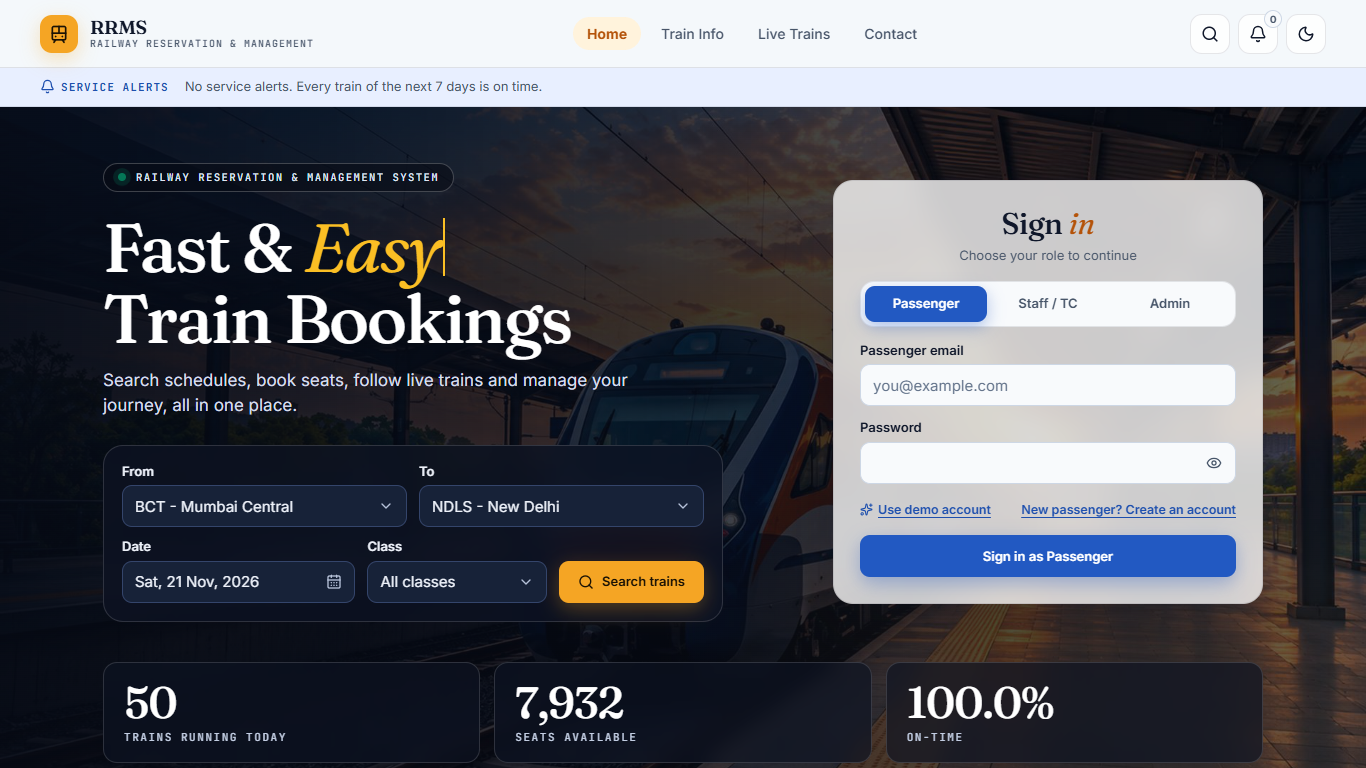 RRMS
RAILWAY RESERVATION & MANAGEMENT
Home
Train Info
Live Trains
Contact
0
SERVICE ALERTS
No service alerts. Every train of the next 7 days is on time.
RAILWAY RESERVATION & MANAGEMENT SYSTEM
Fast & Easy
Train Bookings
Search schedules, book seats, follow live trains and manage your
journey, all in one place.
From
To
BCT - Mumbai Central
NDLS - New Delhi
Date
Class
Sat, 21 Nov, 2026
All classes
Search trains
Sign in
Choose your role to continue
Passenger
Staff / TC
Admin
Passenger email
you@example.com
Password
Use demo account
New passenger? Create an account
Sign in as Passenger
50
TRAINS RUNNING TODAY
7,932
SEATS AVAILABLE
100.0%
ON-TIME